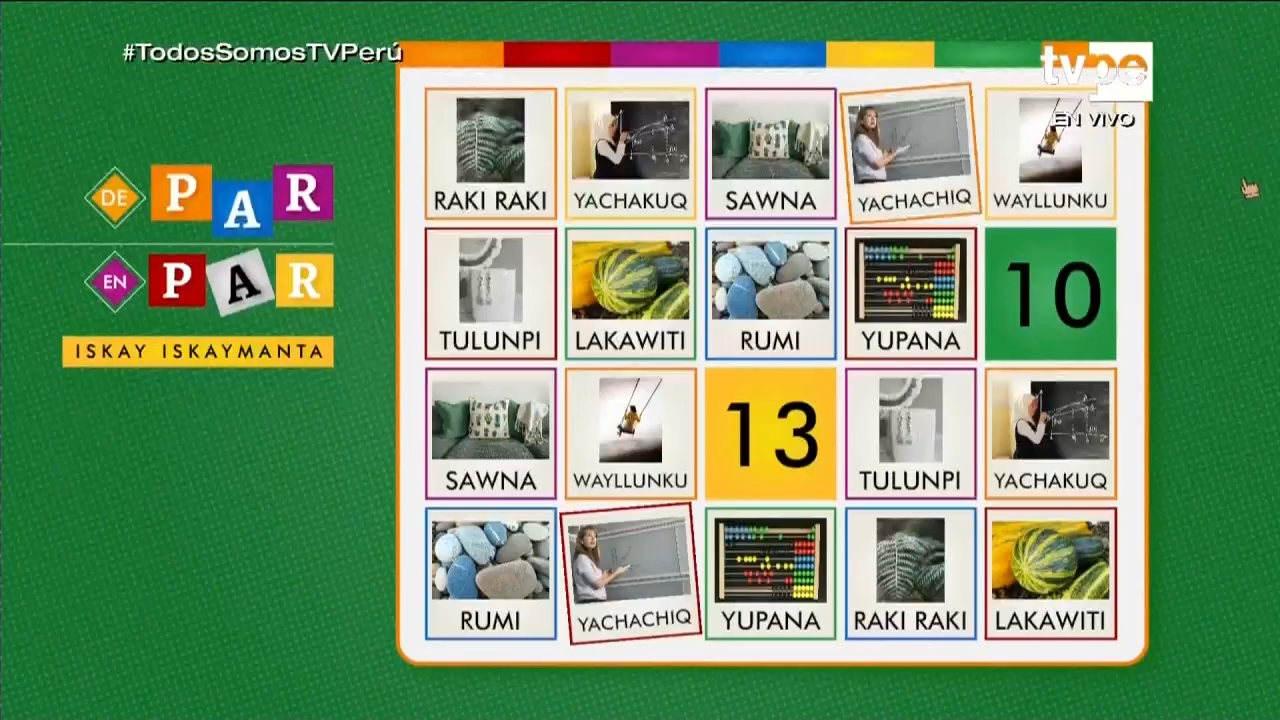 #TodosSomosTVPerú
tvpe
EN VIVO
DE PAR
EN PAR
ISKAY ISKAYMANTA
RAKI RAKI YACHAKUQ SAWNA YACHACHIQ WAYLLUNKU
TULUNPI LAKAWITI RUMI YUPANA 10
SAWNA WAYLLUNKU 13 TULUNPI YACHAKUQ
RUMI YACHACHIQ YUPANA RAKI RAKI LAKAWITI